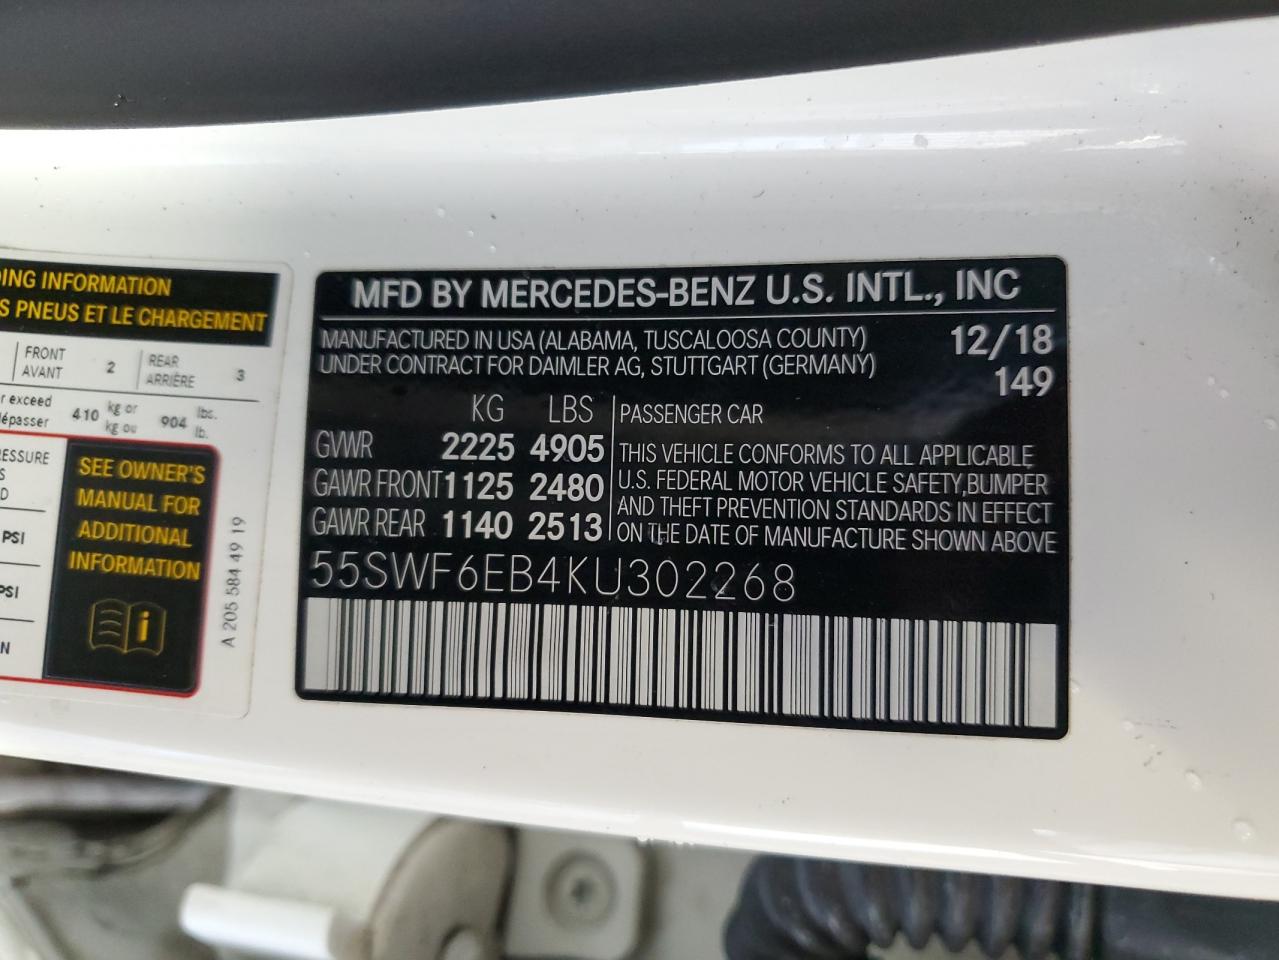 ING INFORMATION
S PNEUS ET LE CHARGEMENT
FRONT
AVANT
2
REAR
ARRIÈRE
3
r exceed
dépasser
410
kg or
kg ou
904
lbs.
lb.
ESSURE
S
D
PSI
PSI
N
SEE OWNER'S
MANUAL FOR
ADDITIONAL
INFORMATION
i
A 205 584 49 19
MFD BY MERCEDES-BENZ U.S. INTL., INC
MANUFACTURED IN USA (ALABAMA, TUSCALOOSA COUNTY)
UNDER CONTRACT FOR DAIMLER AG, STUTTGART (GERMANY)
12/18
149
KG LBS
GVWR 2225 4905
GAWR FRONT 1125 2480
GAWR REAR 1140 2513
PASSENGER CAR
THIS VEHICLE CONFORMS TO ALL APPLICABLE
U.S. FEDERAL MOTOR VEHICLE SAFETY,BUMPER
AND THEFT PREVENTION STANDARDS IN EFFECT
ON THE DATE OF MANUFACTURE SHOWN ABOVE
55SWF6EB4KU302268